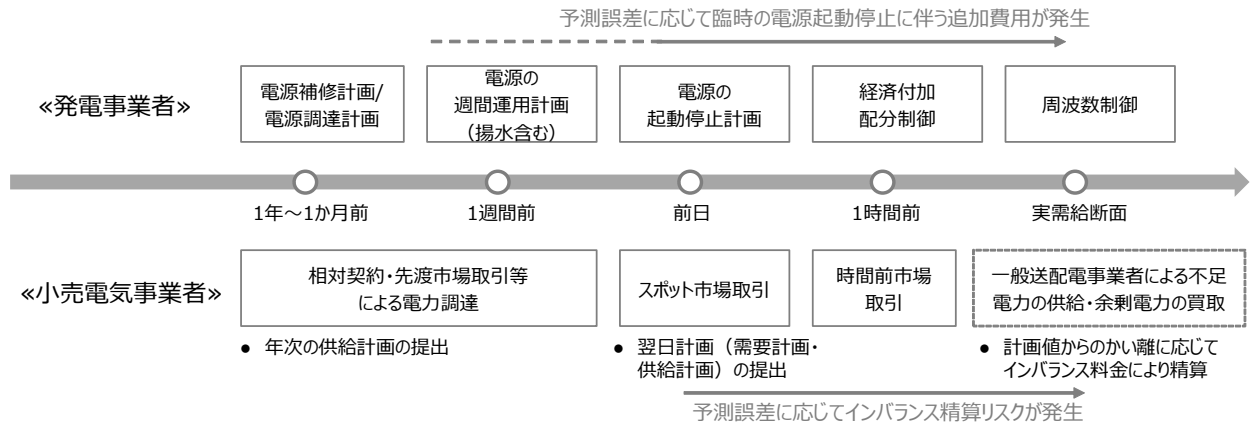 予測誤差に応じて臨時の電源起動停止に伴う追加費用が発生
≪発電事業者≫
電源補修計画/
電源調達計画
電源の
週間運用計画
（揚水含む）
電源の
起動停止計画
経済付加
配分制御
周波数制御
1年～1か月前
1週間前
前日
1時間前
実需給断面
≪小売電気事業者≫
相対契約・先渡市場取引等
による電力調達
スポット市場取引
時間前市場
取引
一般送配電事業者による不足
電力の供給・余剰電力の買取
● 年次の供給計画の提出
● 翌日計画（需要計画・
供給計画）の提出
● 計画値からのかい離に応じて
インバランス料金により精算
予測誤差に応じてインバランス精算リスクが発生